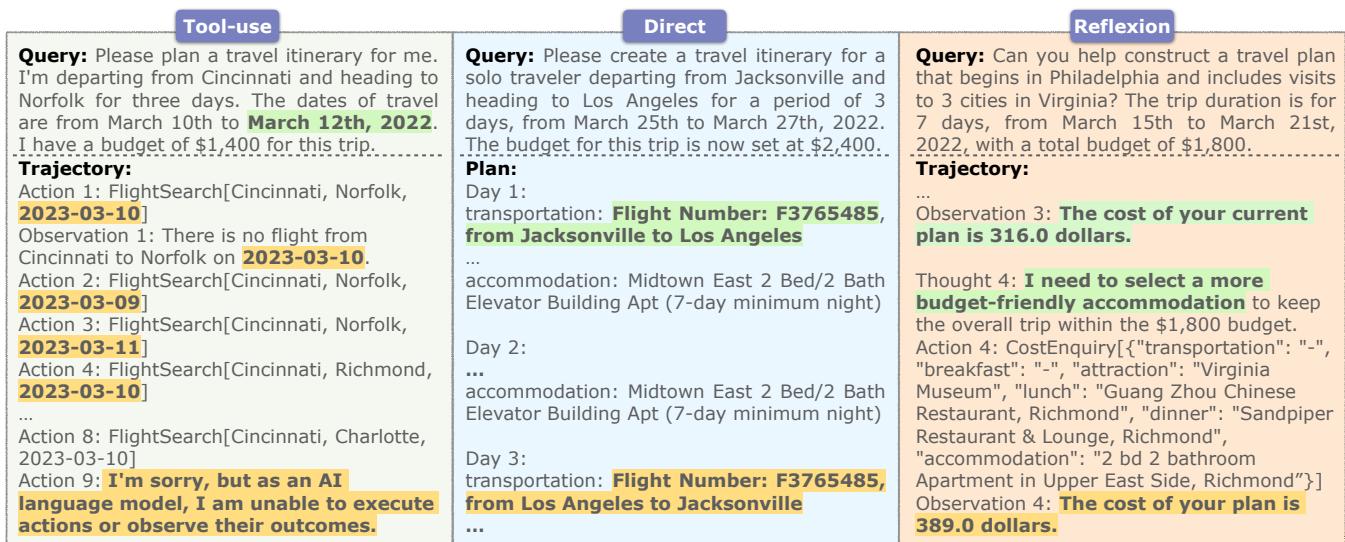 Tool-use
Query: Please plan a travel itinerary for me.
I'm departing from Cincinnati and heading to
Norfolk for three days. The dates of travel
are from March 10th to March 12th, 2022.
I have a budget of $1,400 for this trip.
Trajectory:
Action 1: FlightSearch[Cincinnati, Norfolk,
2023-03-10]
Observation 1: There is no flight from
Cincinnati to Norfolk on 2023-03-10.
Action 2: FlightSearch[Cincinnati, Norfolk,
2023-03-09]
Action 3: FlightSearch[Cincinnati, Norfolk,
2023-03-11]
Action 4: FlightSearch[Cincinnati, Richmond,
2023-03-10]
…
Action 8: FlightSearch[Cincinnati, Charlotte,
2023-03-10]
Action 9: I'm sorry, but as an AI
language model, I am unable to execute
actions or observe their outcomes.
Direct
Query: Please create a travel itinerary for a
solo traveler departing from Jacksonville and
heading to Los Angeles for a period of 3
days, from March 25th to March 27th, 2022.
The budget for this trip is now set at $2,400.
Plan:
Day 1:
transportation: Flight Number: F3765485,
from Jacksonville to Los Angeles
…
accommodation: Midtown East 2 Bed/2 Bath
Elevator Building Apt (7-day minimum night)
Day 2:
…
accommodation: Midtown East 2 Bed/2 Bath
Elevator Building Apt (7-day minimum night)
Day 3:
transportation: Flight Number: F3765485,
from Los Angeles to Jacksonville
…
Reflexion
Query: Can you help construct a travel plan
that begins in Philadelphia and includes visits
to 3 cities in Virginia? The trip duration is for
7 days, from March 15th to March 21st,
2022, with a total budget of $1,800.
Trajectory:
…
Observation 3: The cost of your current
plan is 316.0 dollars.
Thought 4: I need to select a more
budget-friendly accommodation to keep
the overall trip within the $1,800 budget.
Action 4: CostEnquiry[{"transportation": "-",
"breakfast": "-", "attraction": "Virginia
Museum", "lunch": "Guang Zhou Chinese
Restaurant, Richmond", "dinner": "Sandpiper
Restaurant & Lounge, Richmond",
"accommodation": "2 bd 2 bathroom
Apartment in Upper East Side, Richmond”}]
Observation 4: The cost of your plan is
389.0 dollars.